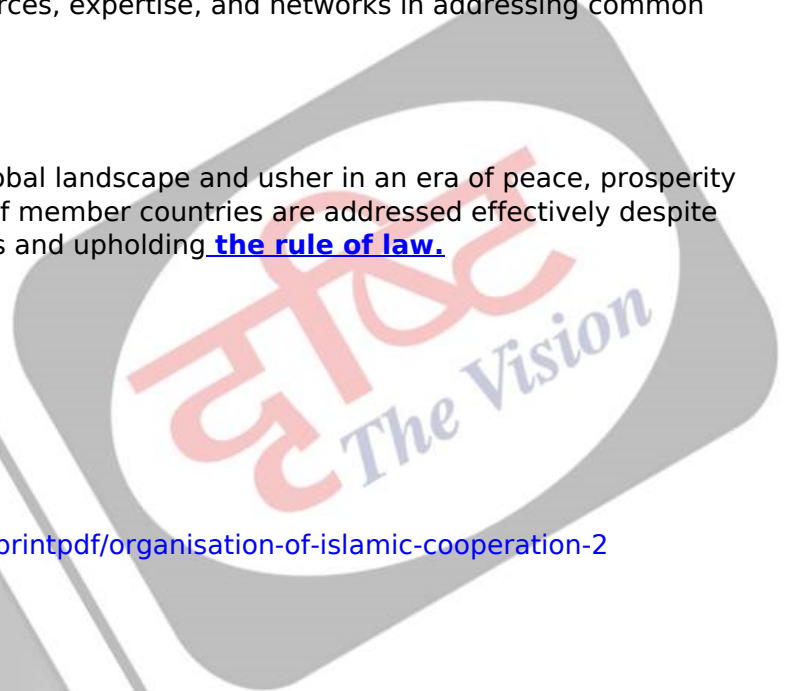 rces, expertise, and networks in addressing common
obal landscape and usher in an era of peace, prosperity
f member countries are addressed effectively despite
s and upholding the rule of law.
दृष्टि
The Vision
printpdf/organisation-of-islamic-cooperation-2